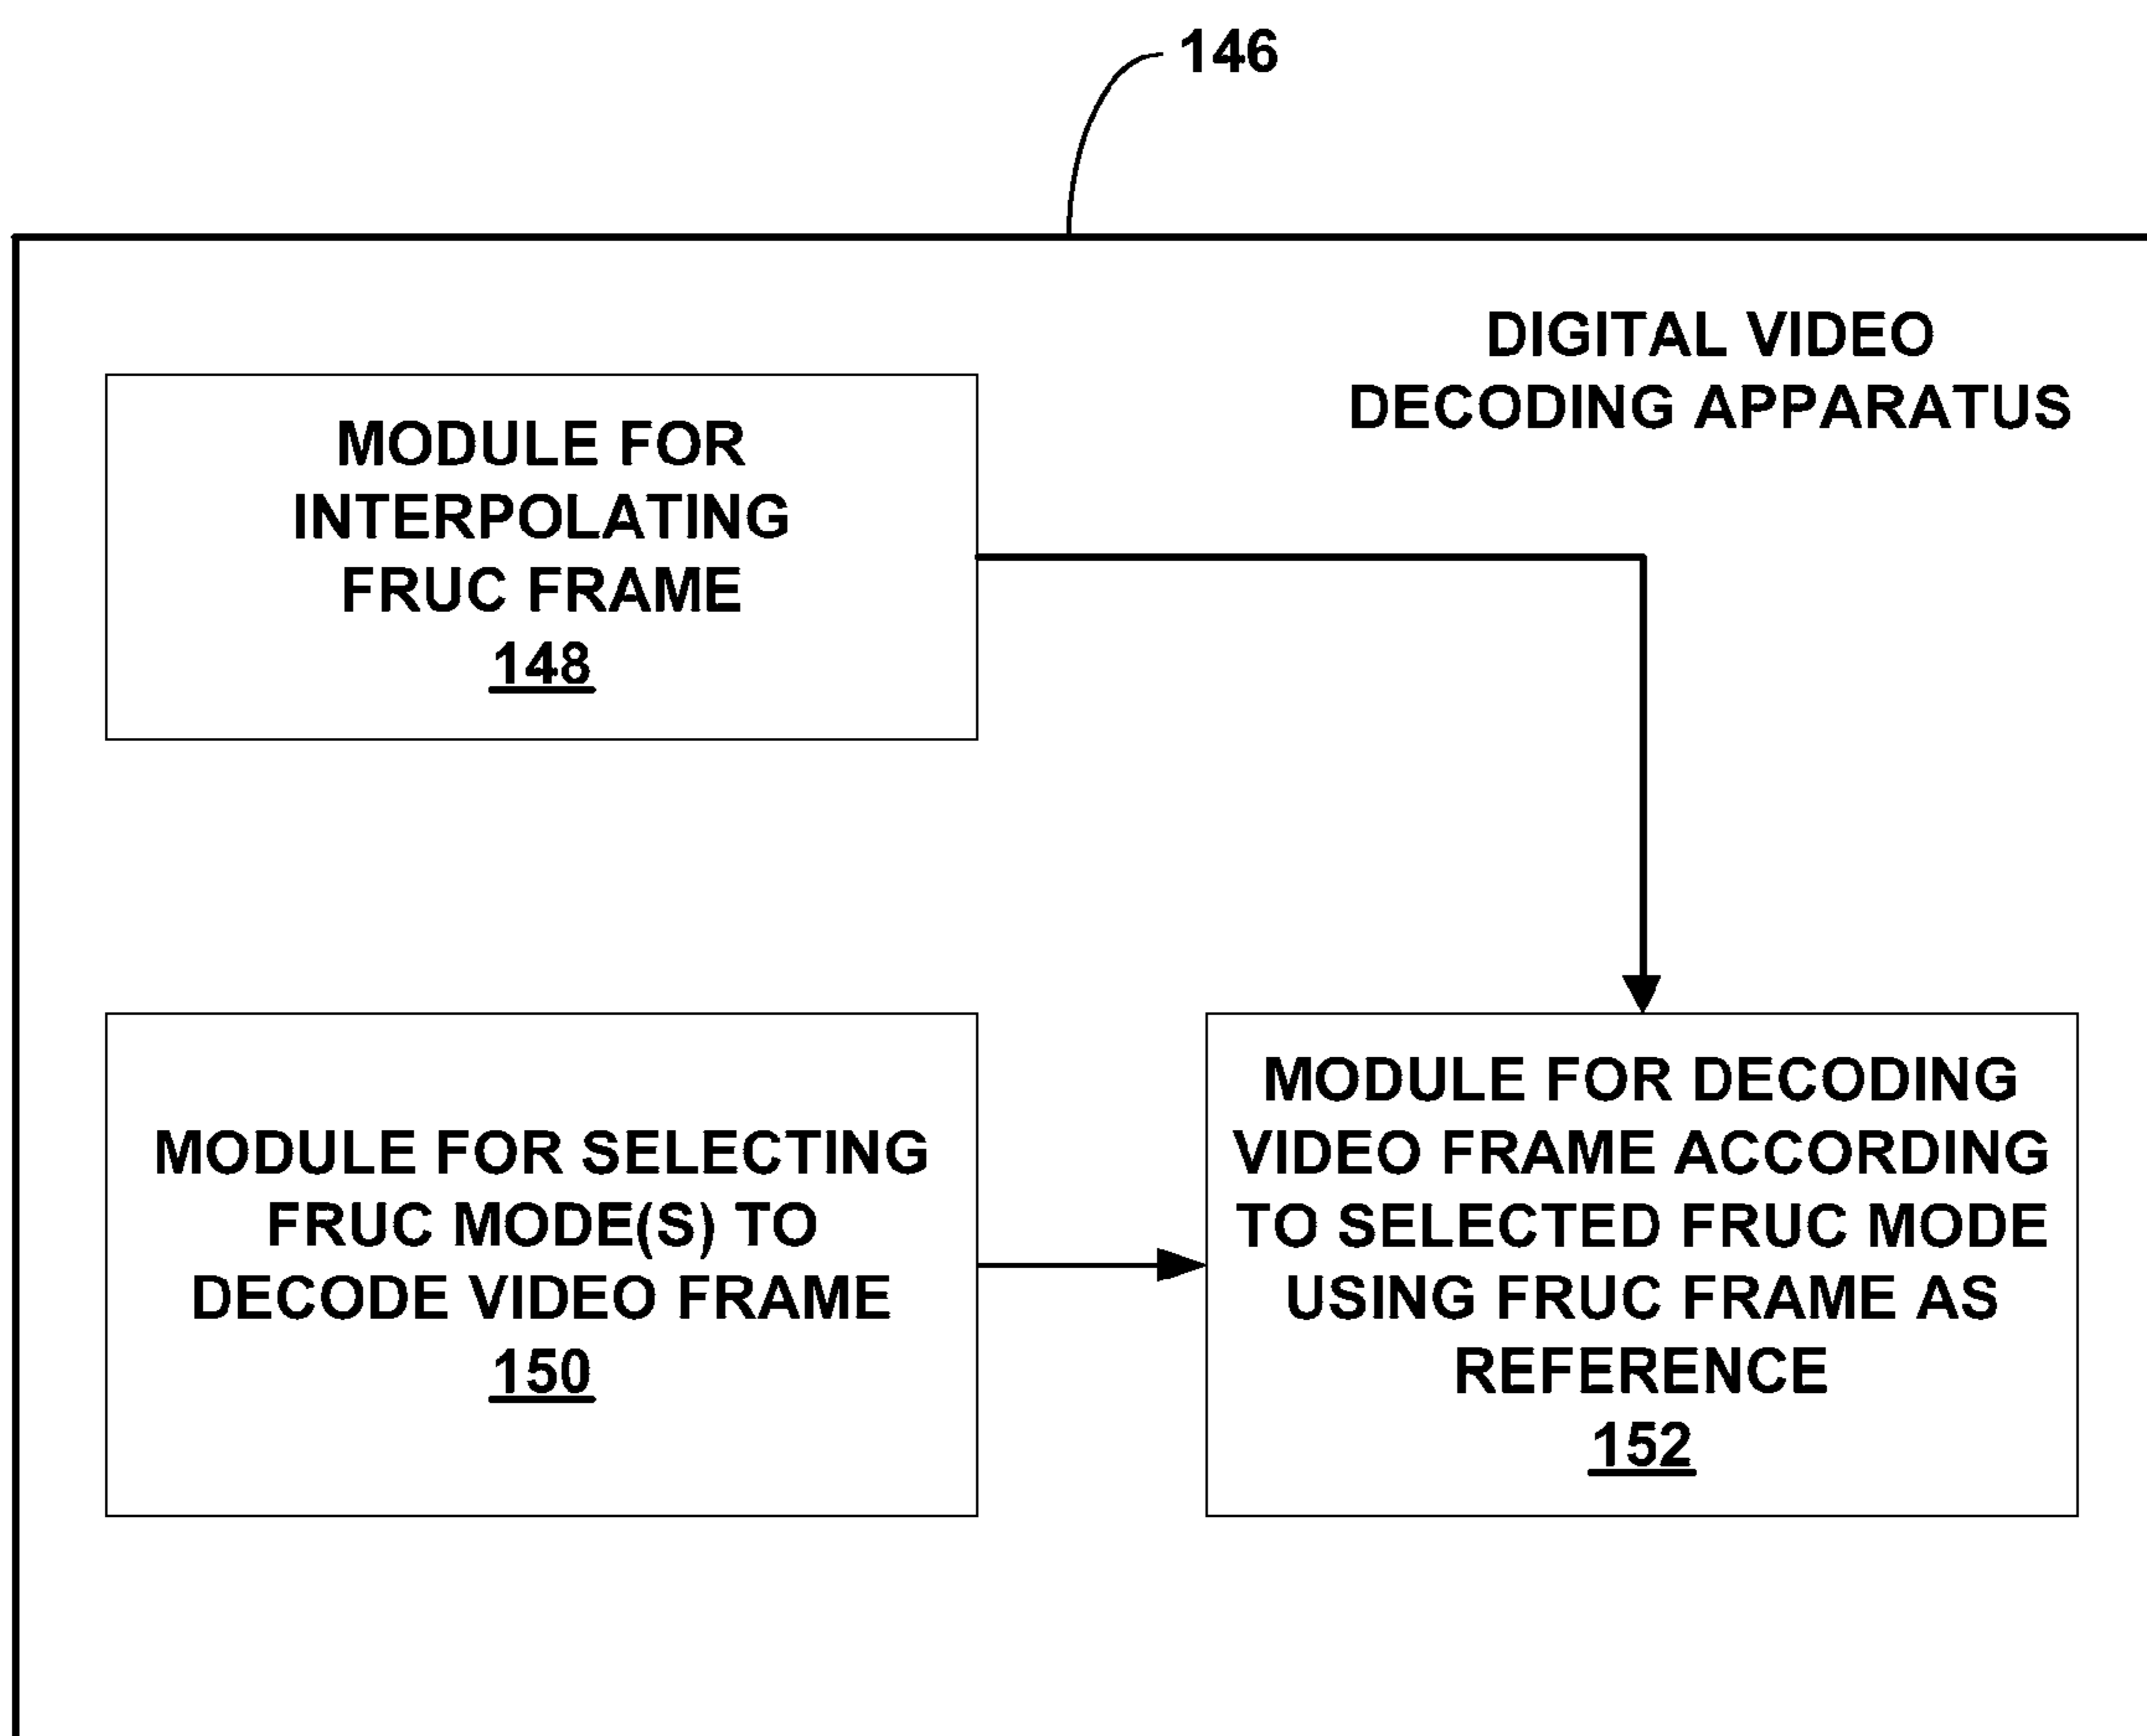 146
DIGITAL VIDEO
DECODING APPARATUS
MODULE FOR
INTERPOLATING
FRUC FRAME
148
MODULE FOR SELECTING
FRUC MODE(S) TO
DECODE VIDEO FRAME
150
MODULE FOR DECODING
VIDEO FRAME ACCORDING
TO SELECTED FRUC MODE
USING FRUC FRAME AS
REFERENCE
152